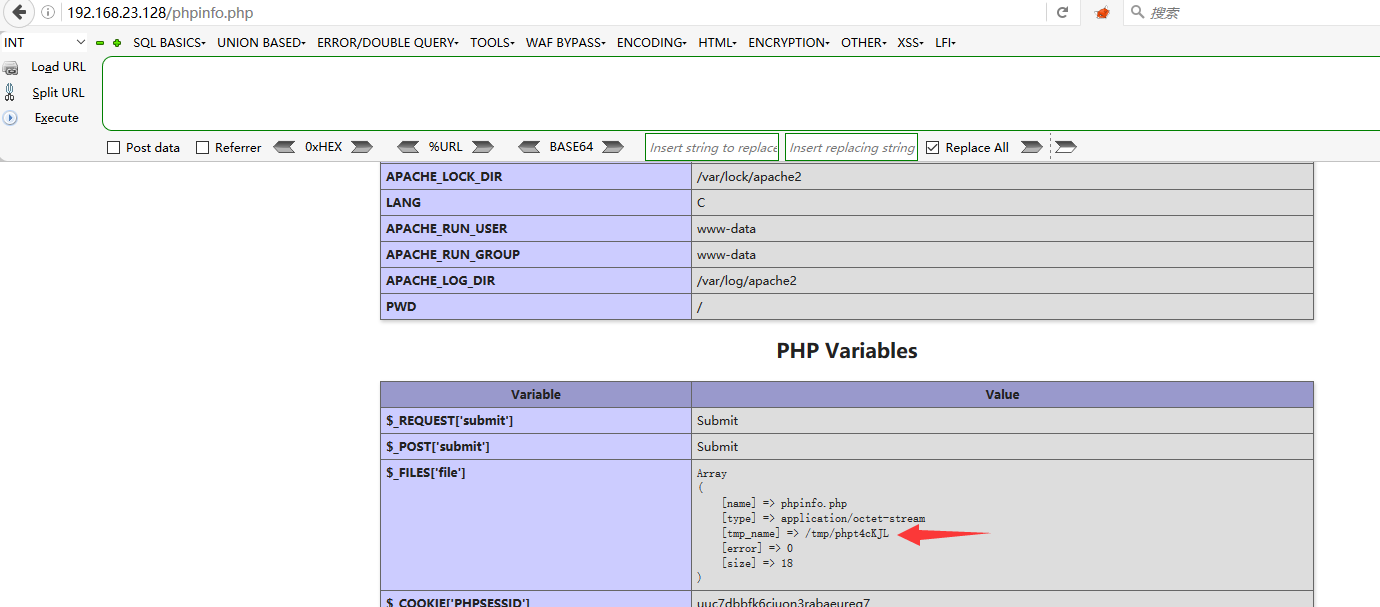 192.168.23.128/phpinfo.php 搜索
INT SQL BASICS UNION BASED ERROR/DOUBLE QUERY TOOLS WAF BYPASS ENCODING HTML ENCRYPTION OTHER XSS LFI
Load URL
Split URL
Execute
Post data Referrer 0xHEX %URL BASE64 Insert string to replace Insert replacing string Replace All
APACHE_LOCK_DIR /var/lock/apache2
LANG C
APACHE_RUN_USER www-data
APACHE_RUN_GROUP www-data
APACHE_LOG_DIR /var/log/apache2
PWD /
PHP Variables
Variable Value
$_REQUEST['submit'] Submit
$_POST['submit'] Submit
$_FILES['file'] Array
(
[name] => phpinfo.php
[type] => application/octet-stream
[tmp_name] => /tmp/phpt4cKJL
[error] => 0
[size] => 18
)
$_COOKIE['PHPSESSID']